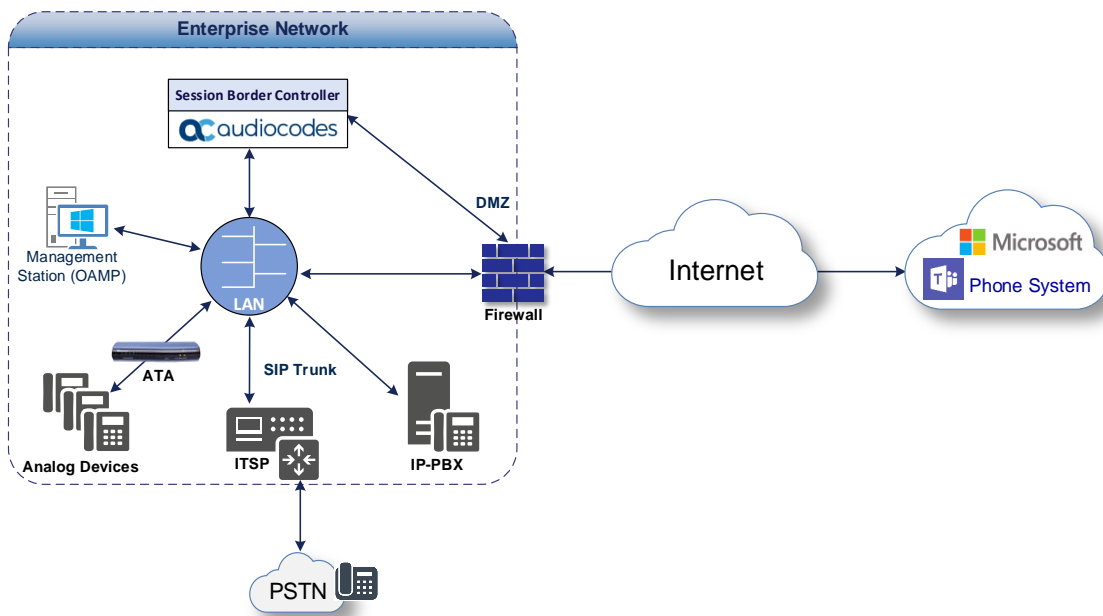 Enterprise Network
Session Border Controller
audiocodes
DMZ
Management
Station (OAMP)
LAN
Firewall
Internet
Microsoft
T
Phone System
ATA
SIP Trunk
Analog Devices
ITSP
IP-PBX
PSTN